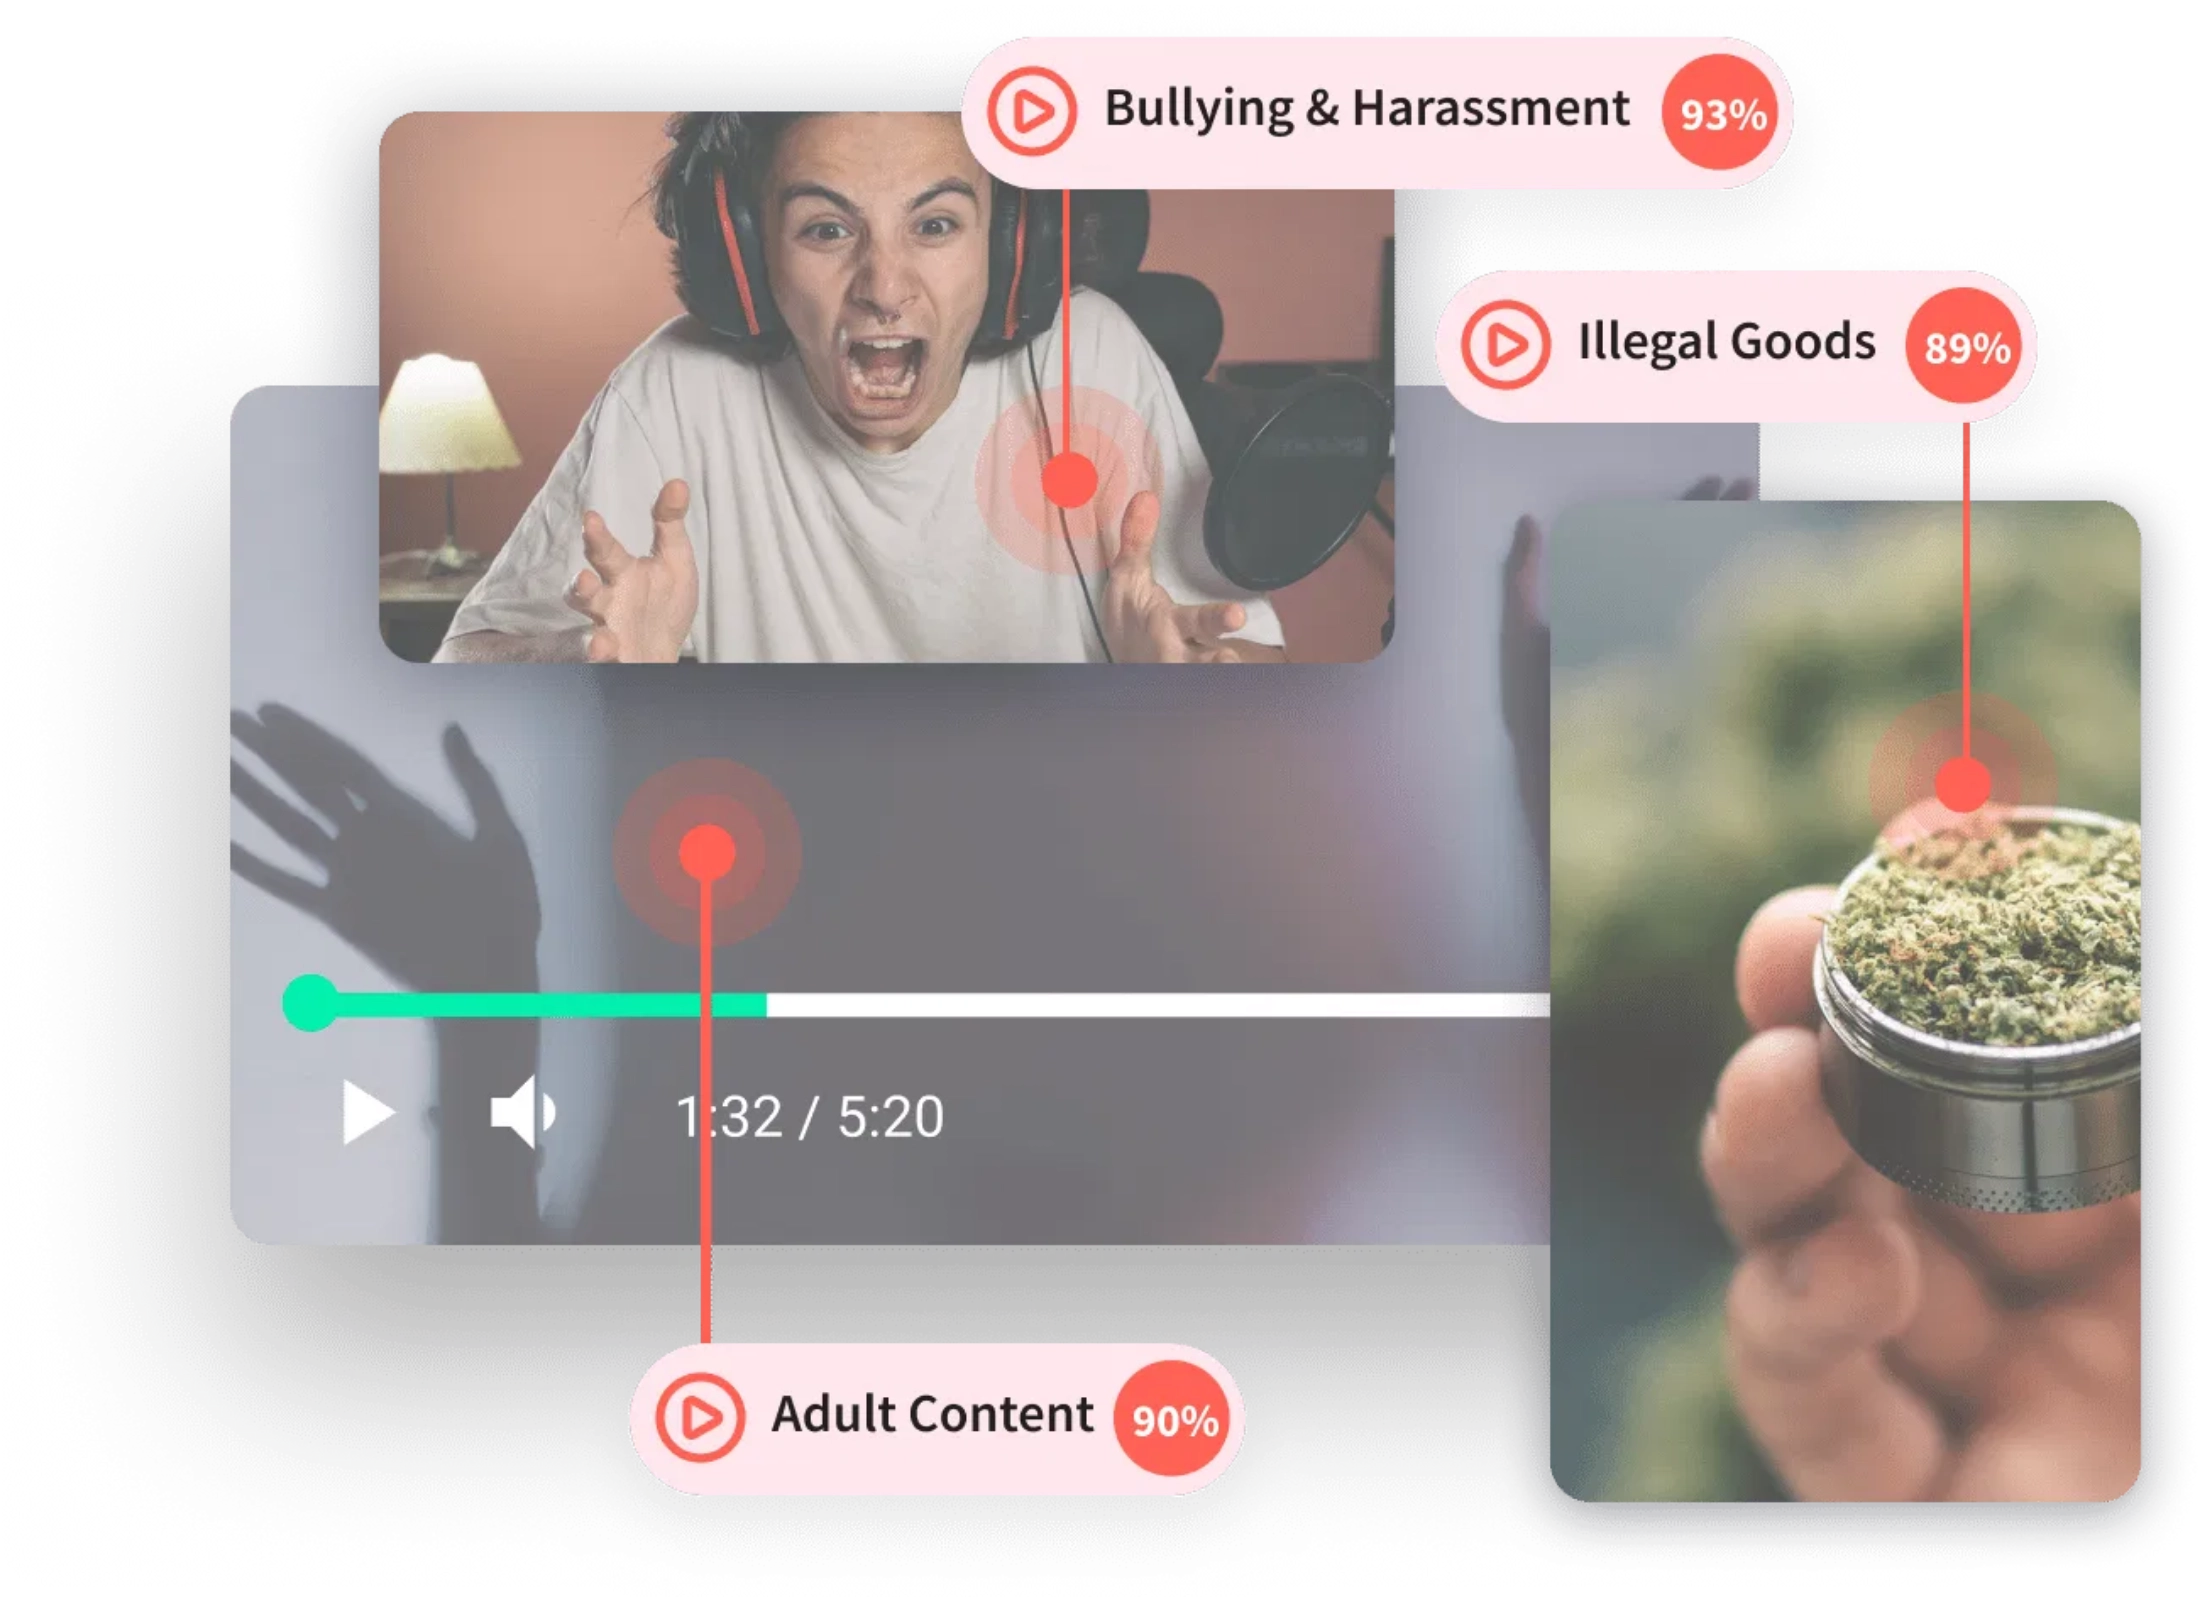 Bullying & Harassment 93%
Illegal Goods 89%
1:32 / 5:20
Adult Content 90%